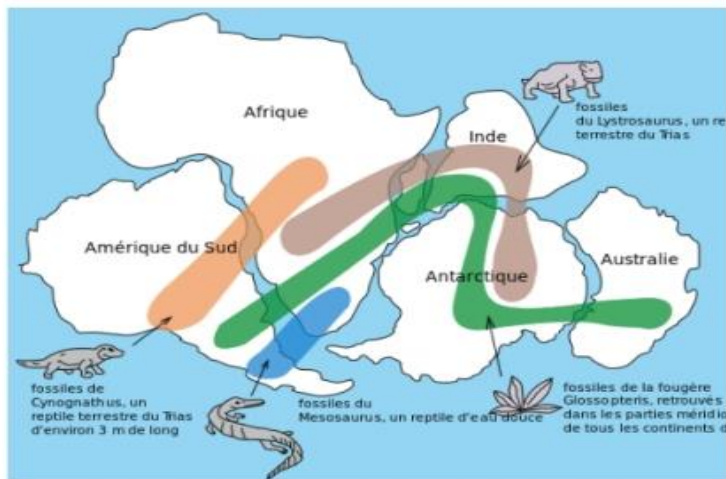 Afrique
Inde
fossiles
du Lystrosaurus, un re
terrestre du Trias
Amérique du Sud
Antarctique
Australie
fossiles de
Cynognathus, un
reptile terrestre du Trias
d'environ 3 m de long
fossiles du
Mesosaurus, un reptile d'eau douce
fossiles de la fougère
Glossopteris, retrouvés
dans les parties méridio
de tous les continents d